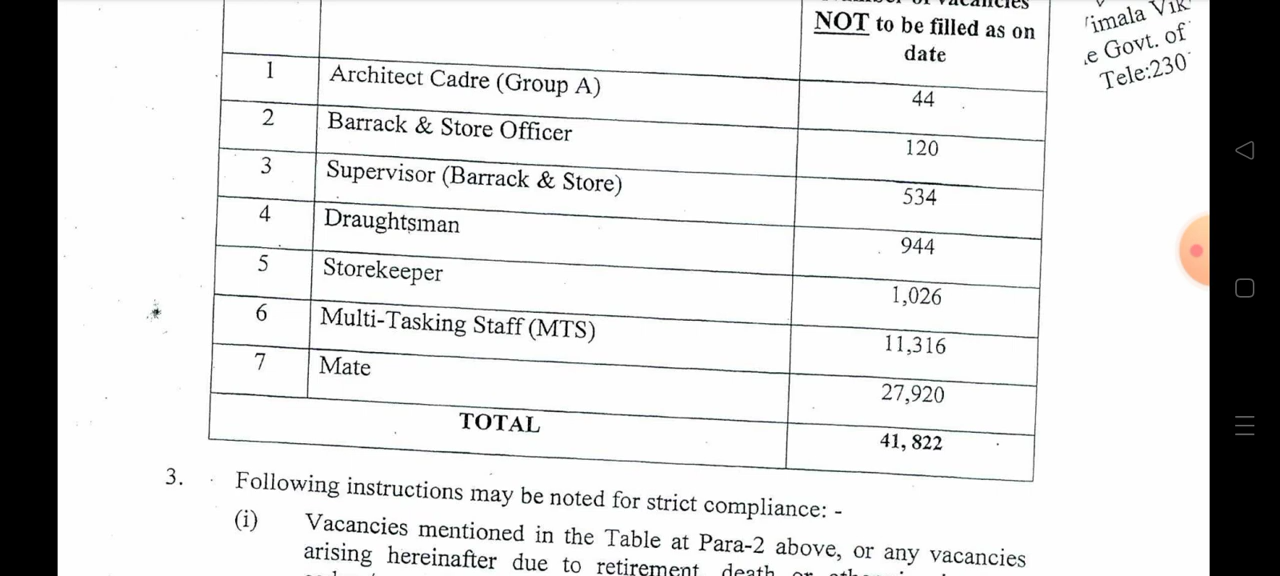 NOT to be filled as on
date
1 Architect Cadre (Group A) 44
2 Barrack & Store Officer 120
3 Supervisor (Barrack & Store) 534
4 Draughtsman 944
5 Storekeeper 1,026
6 Multi-Tasking Staff (MTS) 11,316
7 Mate 27,920
TOTAL 41, 822
e Govt. of
Tele:230
3. Following instructions may be noted for strict compliance: -
(i) Vacancies mentioned in the Table at Para-2 above, or any vacancies
arising hereinafter due to retirement, death or